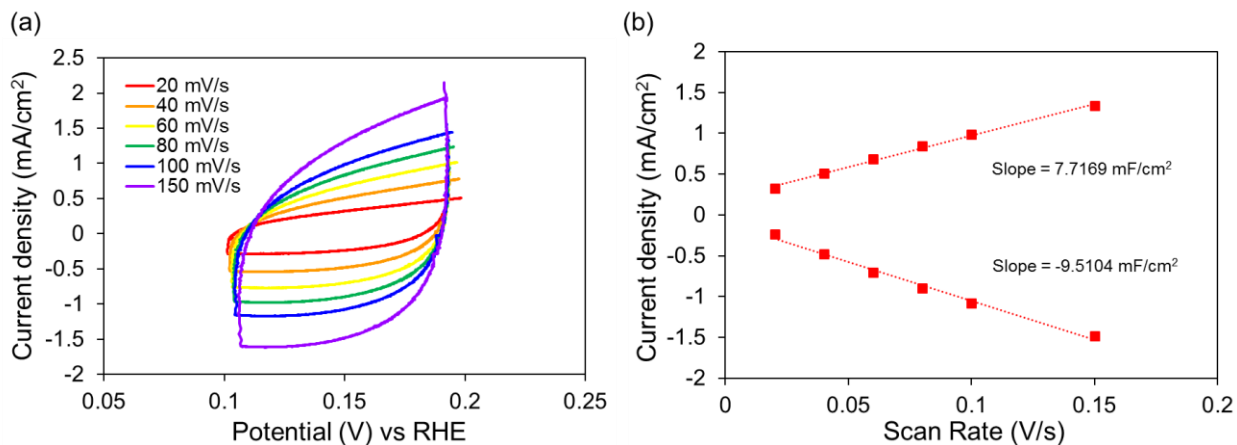 (a)
Current density (mA/cm²)
2.5
2
1.5
1
0.5
0
-0.5
-1
-1.5
-2
20 mV/s
40 mV/s
60 mV/s
80 mV/s
100 mV/s
150 mV/s
0.05
0.1
0.15
0.2
0.25
Potential (V) vs RHE
(b)
Current density (mA/cm²)
2
1.5
1
0.5
0
-0.5
-1
-1.5
-2
Slope = 7.7169 mF/cm²
Slope = -9.5104 mF/cm²
0
0.05
0.1
0.15
0.2
Scan Rate (V/s)